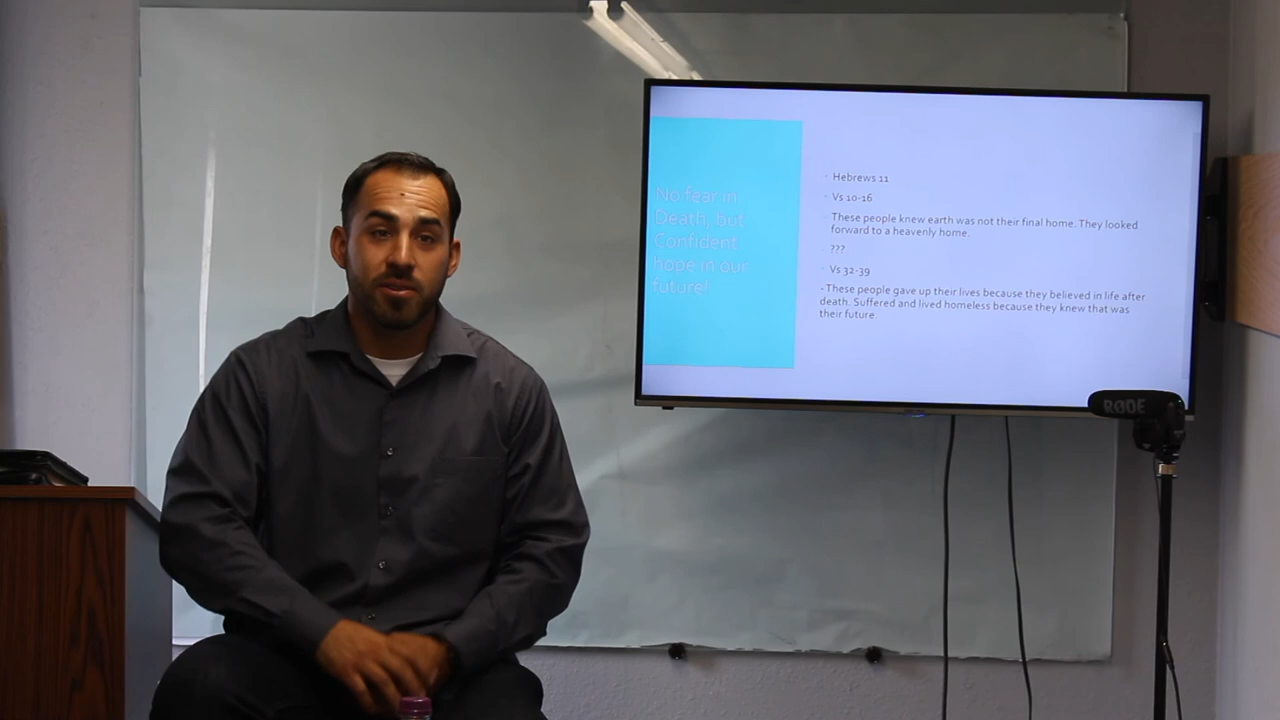 No fear in
Death, but
Confident
hope in our
future!
Hebrews 11
Vs 10-16
These people knew earth was not their final home. They looked
forward to a heavenly home.
???
Vs 32-39
- These people gave up their lives because they believed in life after
death. Suffered and lived homeless because they knew that was
their future.
RØDE